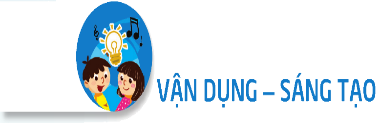 VẬN DỤNG – SÁNG TẠO